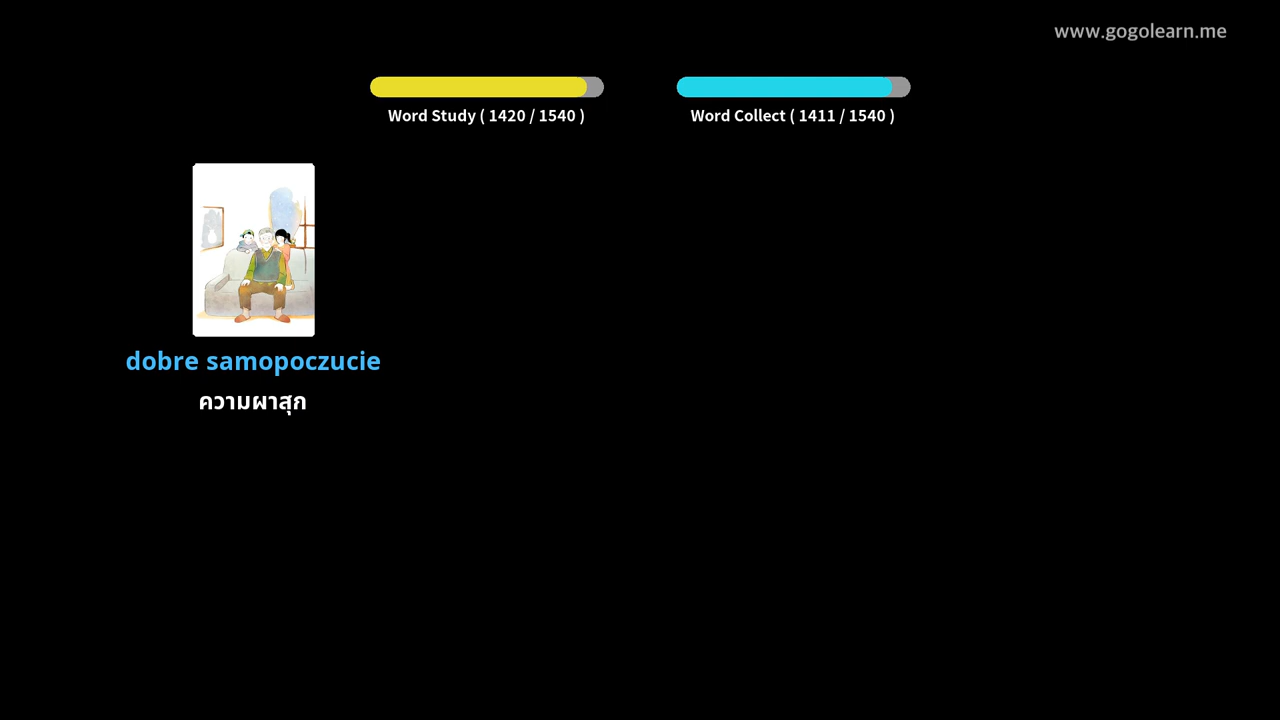 www.gogolearn.me
Word Study ( 1420 / 1540 )
Word Collect ( 1411 / 1540 )
dobre samopoczucie
ความผาสุก